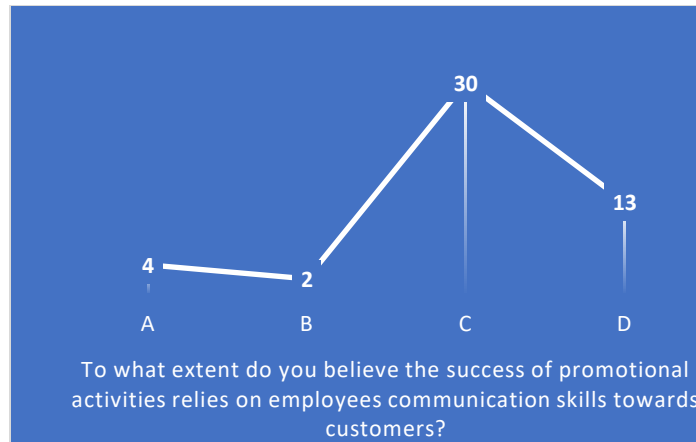 30
13
4
2
A B C D
To what extent do you believe the success of promotional
activities relies on employees communication skills towards
customers?